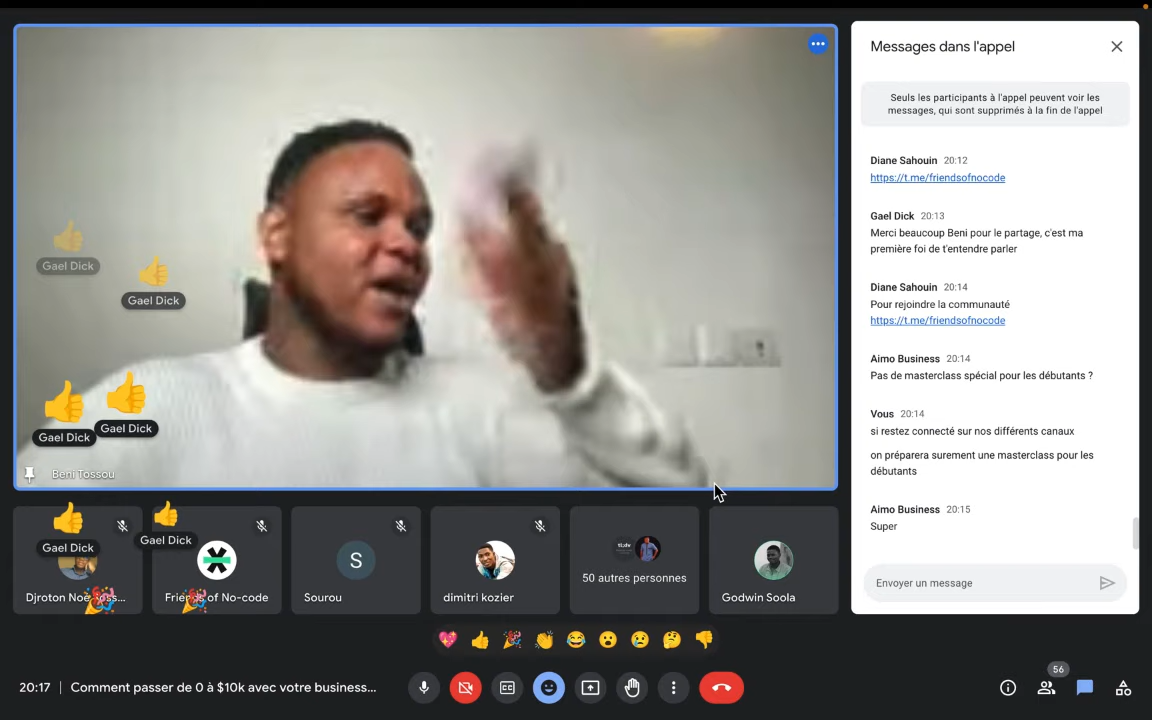 Gael Dick
Gael Dick
Gael Dick
Gael Dick
Beni Tossou
Gael Dick
Gael Dick
Djroton
Friends of No-code
S
Sourou
dimitri kozier
50 autres personnes
Godwin Soola
Messages dans l'appel
Seuls les participants à l'appel peuvent voir les
messages, qui sont supprimés à la fin de l'appel
Diane Sahouin 20:12
https://t.me/friendsofnocode
Gael Dick 20:13
Merci beaucoup Beni pour le partage, c'est ma
première foi de t'entendre parler
Diane Sahouin 20:14
Pour rejoindre la communauté
https://t.me/friendsofnocode
Aimo Business 20:14
Pas de masterclass spécial pour les débutants ?
Vous 20:14
si restez connecté sur nos différents canaux
on préparera surement une masterclass pour les
débutants
Aimo Business 20:15
Super
Envoyer un message
20:17 | Comment passer de 0 à $10k avec votre business...
56